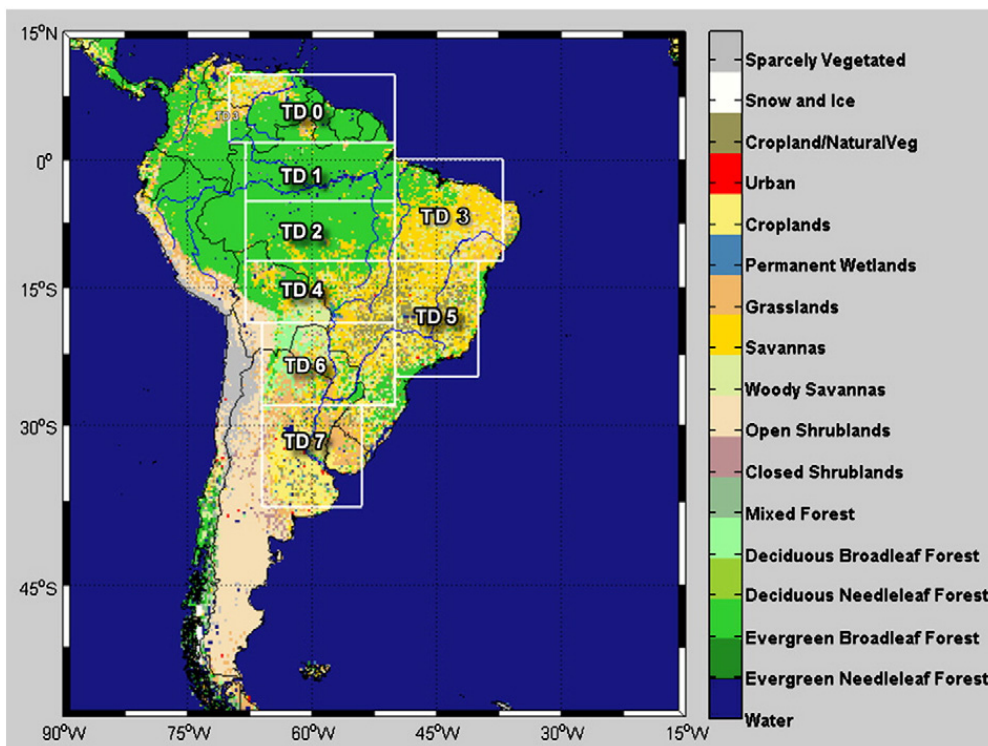 15°N
0°
15°S
30°S
45°S
90°W
75°W
60°W
45°W
30°W
15°W
TD 0
TD 1
TD 2
TD 3
TD 4
TD 5
TD 6
TD 7
Sparcely Vegetated
Snow and Ice
Cropland/NaturalVeg
Urban
Croplands
Permanent Wetlands
Grasslands
Savannas
Woody Savannas
Open Shrublands
Closed Shrublands
Mixed Forest
Deciduous Broadleaf Forest
Deciduous Needleleaf Forest
Evergreen Broadleaf Forest
Evergreen Needleleaf Forest
Water